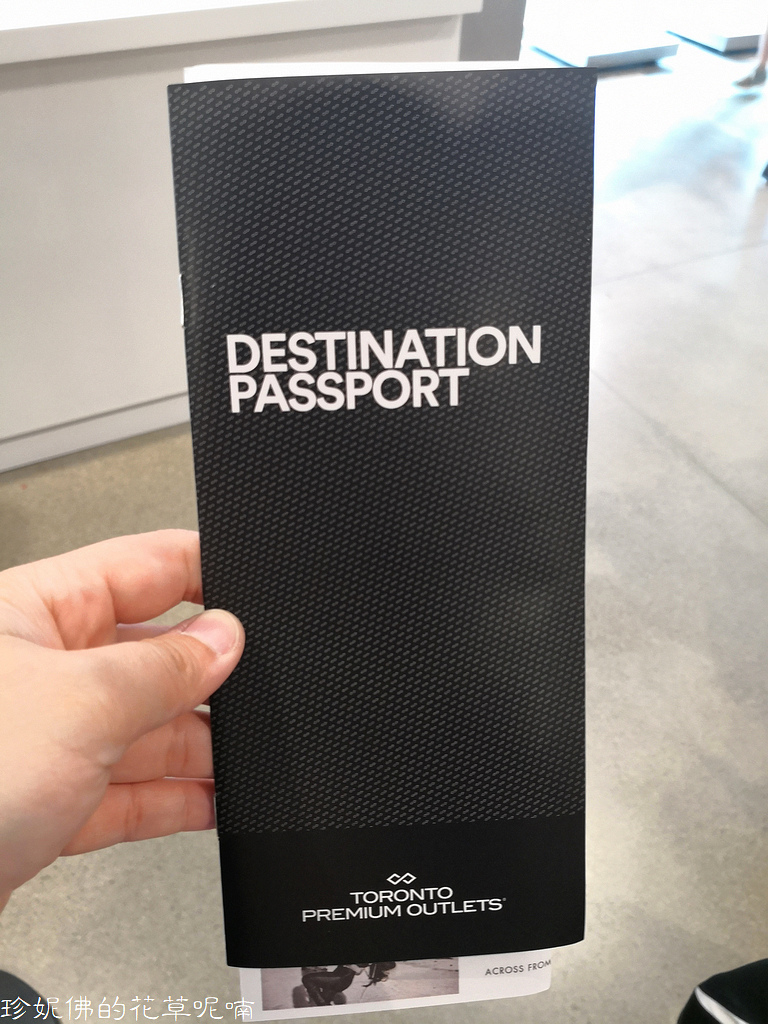 DESTINATION
PASSPORT
TORONTO
PREMIUM OUTLETS®
ACROSS FROM
珍妮佛的花草呢喃